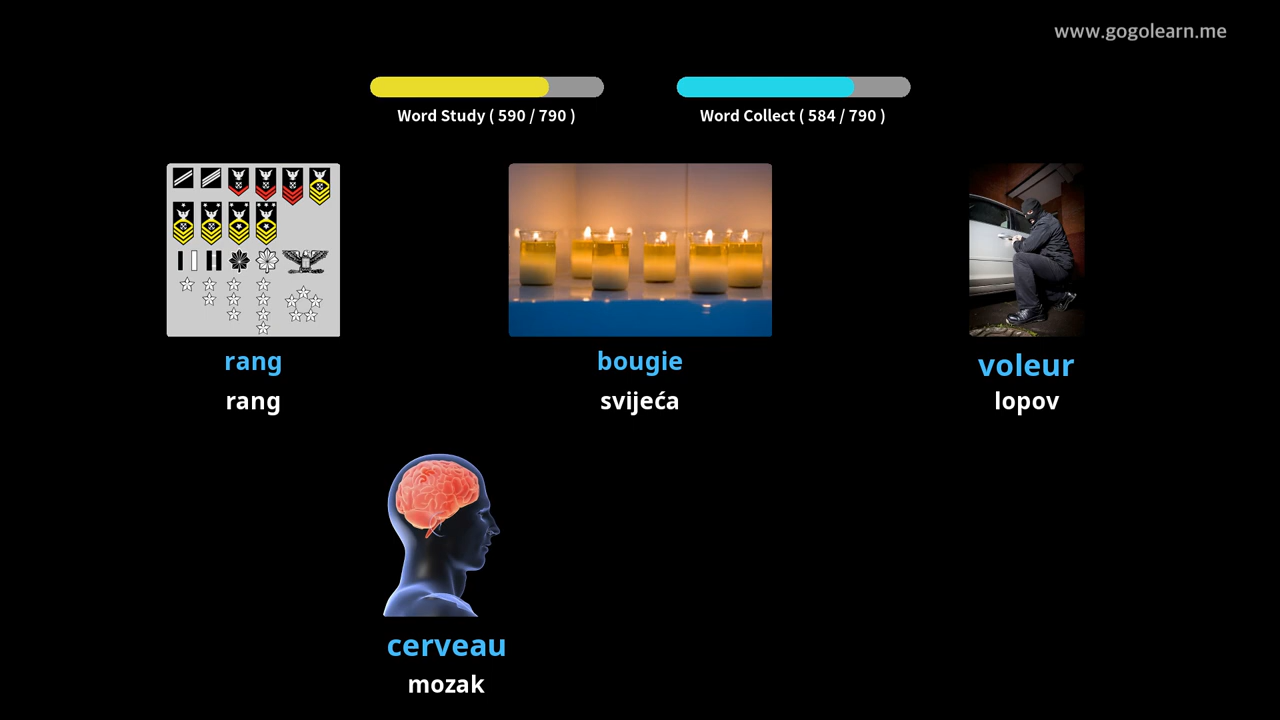 www.gogolearn.me
Word Study ( 590 / 790 )
Word Collect ( 584 / 790 )
rang
rang
bougie
svijeća
voleur
lopov
cerveau
mozak